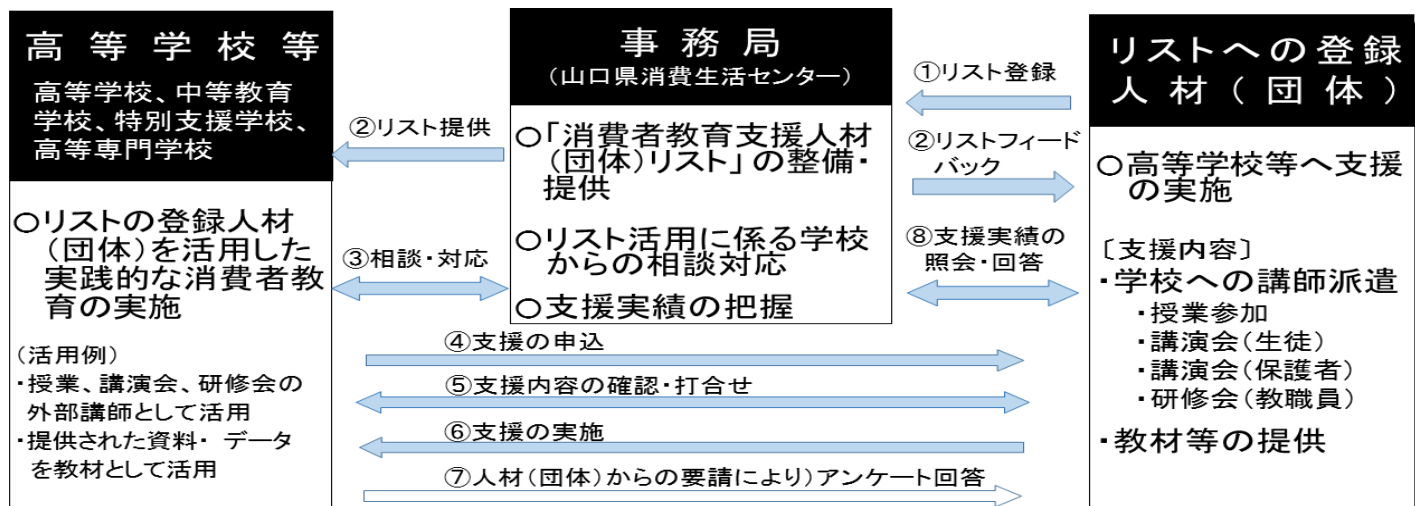 高等学校等
高等学校、中等教育
学校、特別支援学校、
高等専門学校
○リストの登録人材
(団体)を活用した
実践的な消費者教
育の実施
(活用例)
・授業、講演会、研修会の
外部講師として活用
・提供された資料・ データ
を教材として活用
②リスト提供
③相談・対応
事務局
(山口県消費生活センター)
○「消費者教育支援人材
(団体)リスト」の整備・
提供
○リスト活用に係る学校
からの相談対応
○支援実績の把握
①リスト登録
②リストフィード
バック
⑧支援実績の
照会・回答
④支援の申込
⑤支援内容の確認・打合せ
⑥支援の実施
⑦人材(団体)からの要請により)アンケート回答
リストへの登録
人材(団体)
○高等学校等へ支援
の実施
〔支援内容〕
・学校への講師派遣
・授業参加
・講演会(生徒)
・講演会(保護者)
・研修会(教職員)
・教材等の提供